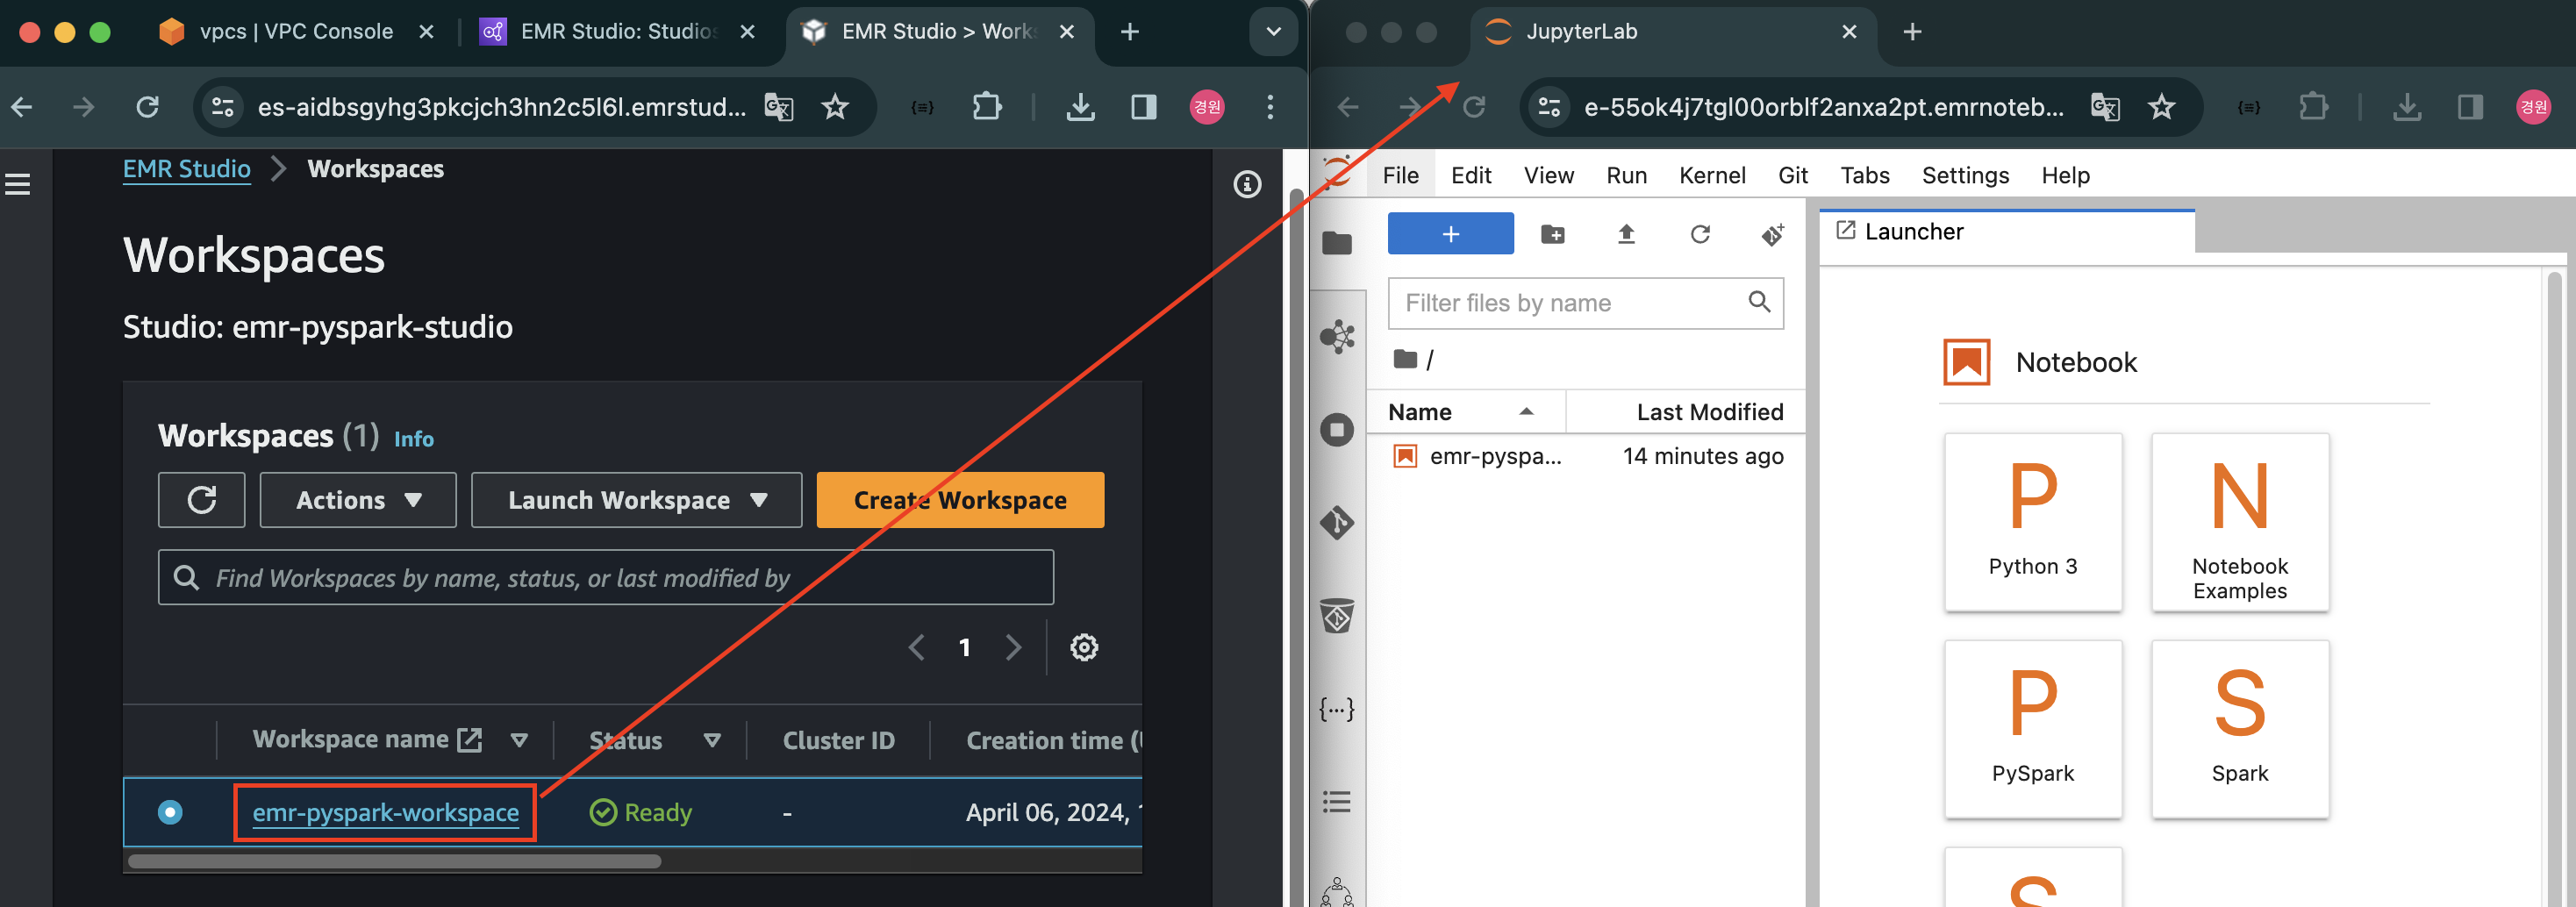 vpcs | VPC Console
EMR Studio: Studios
EMR Studio > Works
es-aidbsgyhg3pkcjch3hn2c5l6l.emrstud...
경원
EMR Studio
Workspaces
Workspaces
Studio: emr-pyspark-studio
Workspaces (1) Info
Actions
Launch Workspace
Create Workspace
Find Workspaces by name, status, or last modified by
1
Workspace name
Status
Cluster ID
Creation time (
emr-pyspark-workspace
Ready
-
April 06, 2024,
JupyterLab
e-55ok4j7tgl00orblf2anxa2pt.emrnoteb...
경원
File Edit View Run Kernel Git Tabs Settings Help
+
Filter files by name
/
Name
Last Modified
emr-pyspa...
14 minutes ago
Launcher
Notebook
P
Python 3
N
Notebook
Examples
P
PySpark
S
Spark
S